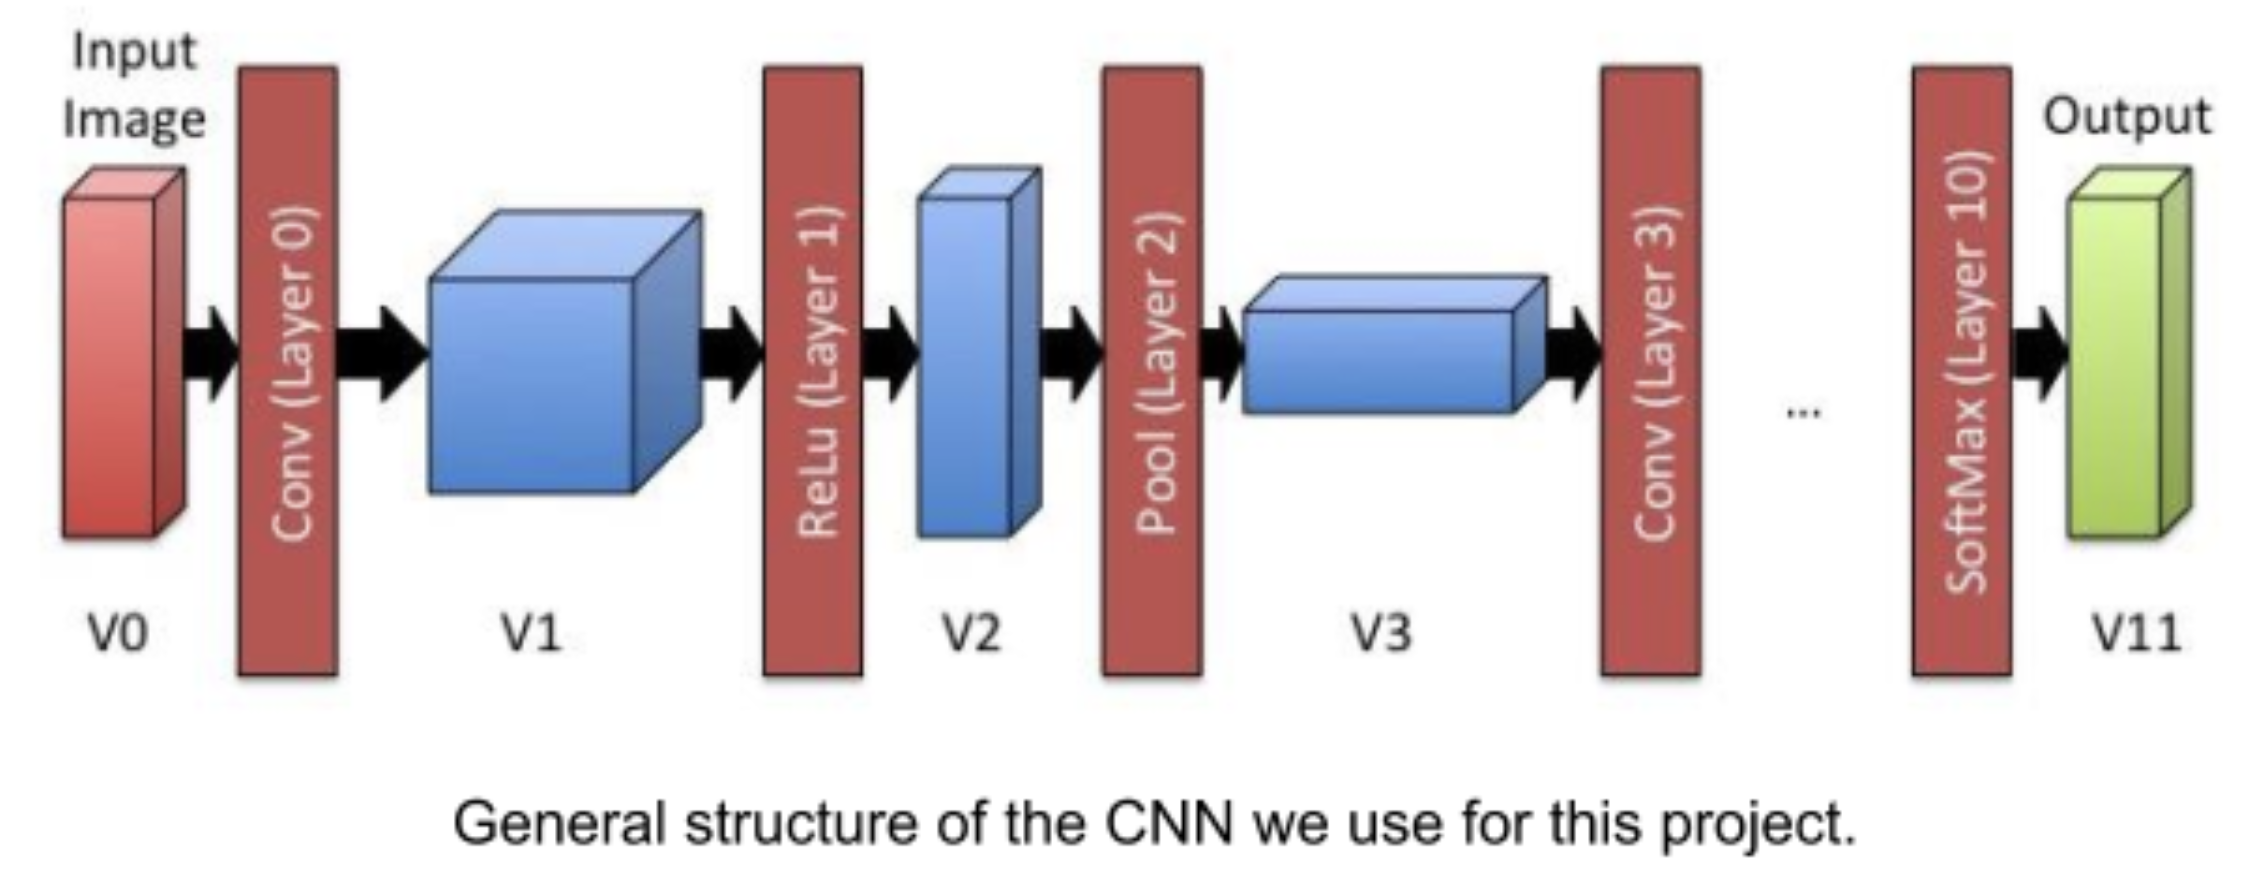 Input
Image
Conv (Layer 0)
ReLu (Layer 1)
Pool (Layer 2)
Conv (Layer 3)
...
SoftMax (Layer 10)
Output
V0
V1
V2
V3
V11
General structure of the CNN we use for this project.